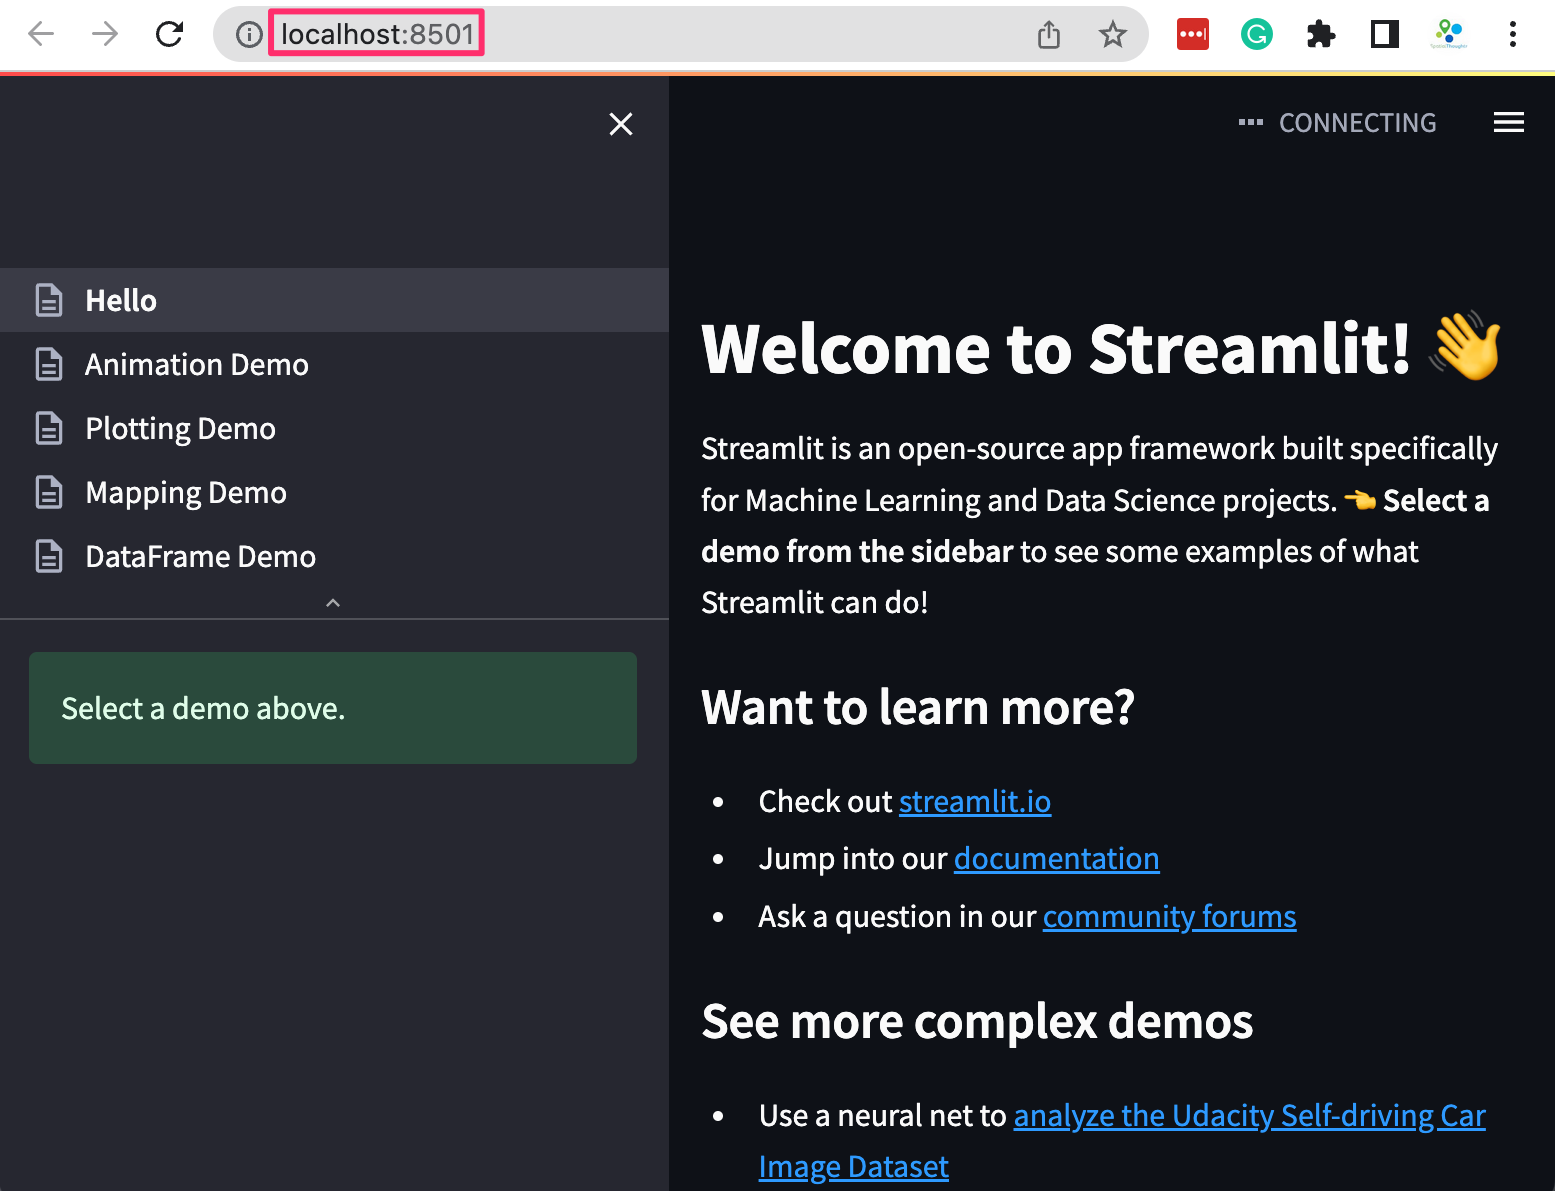 localhost:8501
CONNECTING
Hello
Animation Demo
Plotting Demo
Mapping Demo
DataFrame Demo
Select a demo above.
Welcome to Streamlit! 👋
Streamlit is an open-source app framework built specifically
for Machine Learning and Data Science projects. 👈 Select a
demo from the sidebar to see some examples of what
Streamlit can do!
Want to learn more?
• Check out streamlit.io
• Jump into our documentation
• Ask a question in our community forums
See more complex demos
• Use a neural net to analyze the Udacity Self-driving Car
Image Dataset